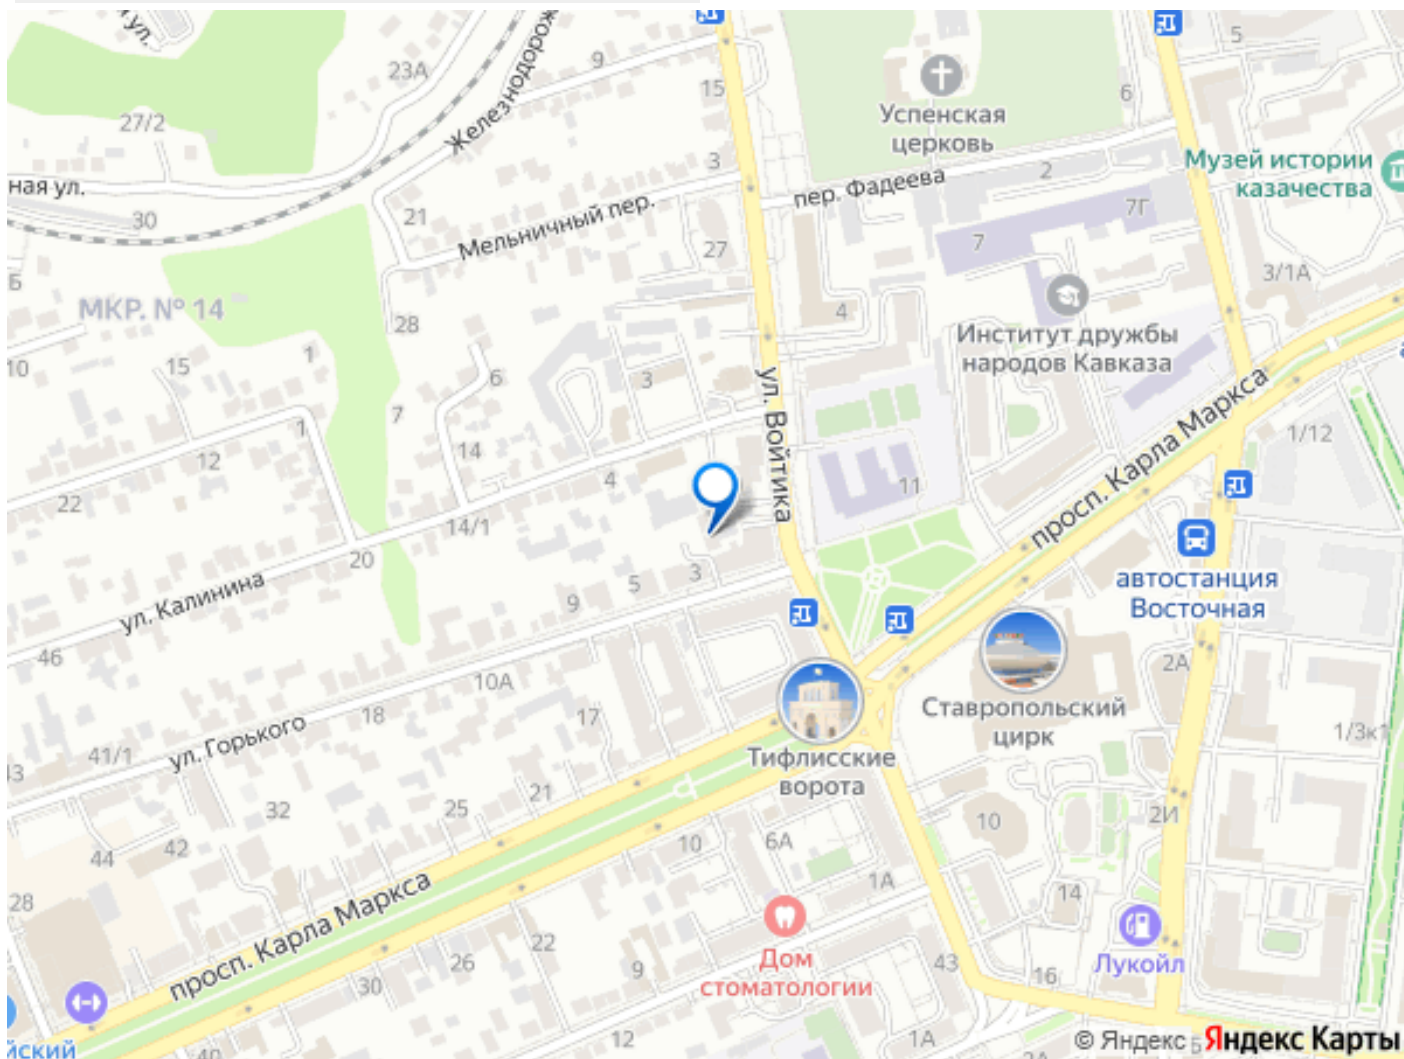 5
9
23А
15
Железнодорож
Успенская
церковь
6
27/2
3
Музей истории
казачества
ная ул.
пер. Фадеева
2
30
21
Мельничный пер.
7Г
27
7
Б
3/1А
МКР. № 14
4
28
Институт дружбы
народов Кавказа
1
10
15
6
3
ул. Войтика
просп. Карла Маркса
7
1
14
12
1/12
22
4
11
14/1
20
автостанция
Восточная
ул. Калинина
3
5
9
46
2А
10А
Ставропольский
цирк
18
17
ул. Горького
1/3к1
41/1
Тифлисские
ворота
43
21
25
32
2И
10
10
6А
44
42
1А
просп. Карла Маркса
14
28
22
Дом
стоматологии
26
9
43
16
Лукойл
30
12
1А
2А
йский
40
© Яндекс
Б
Яндекс Карты